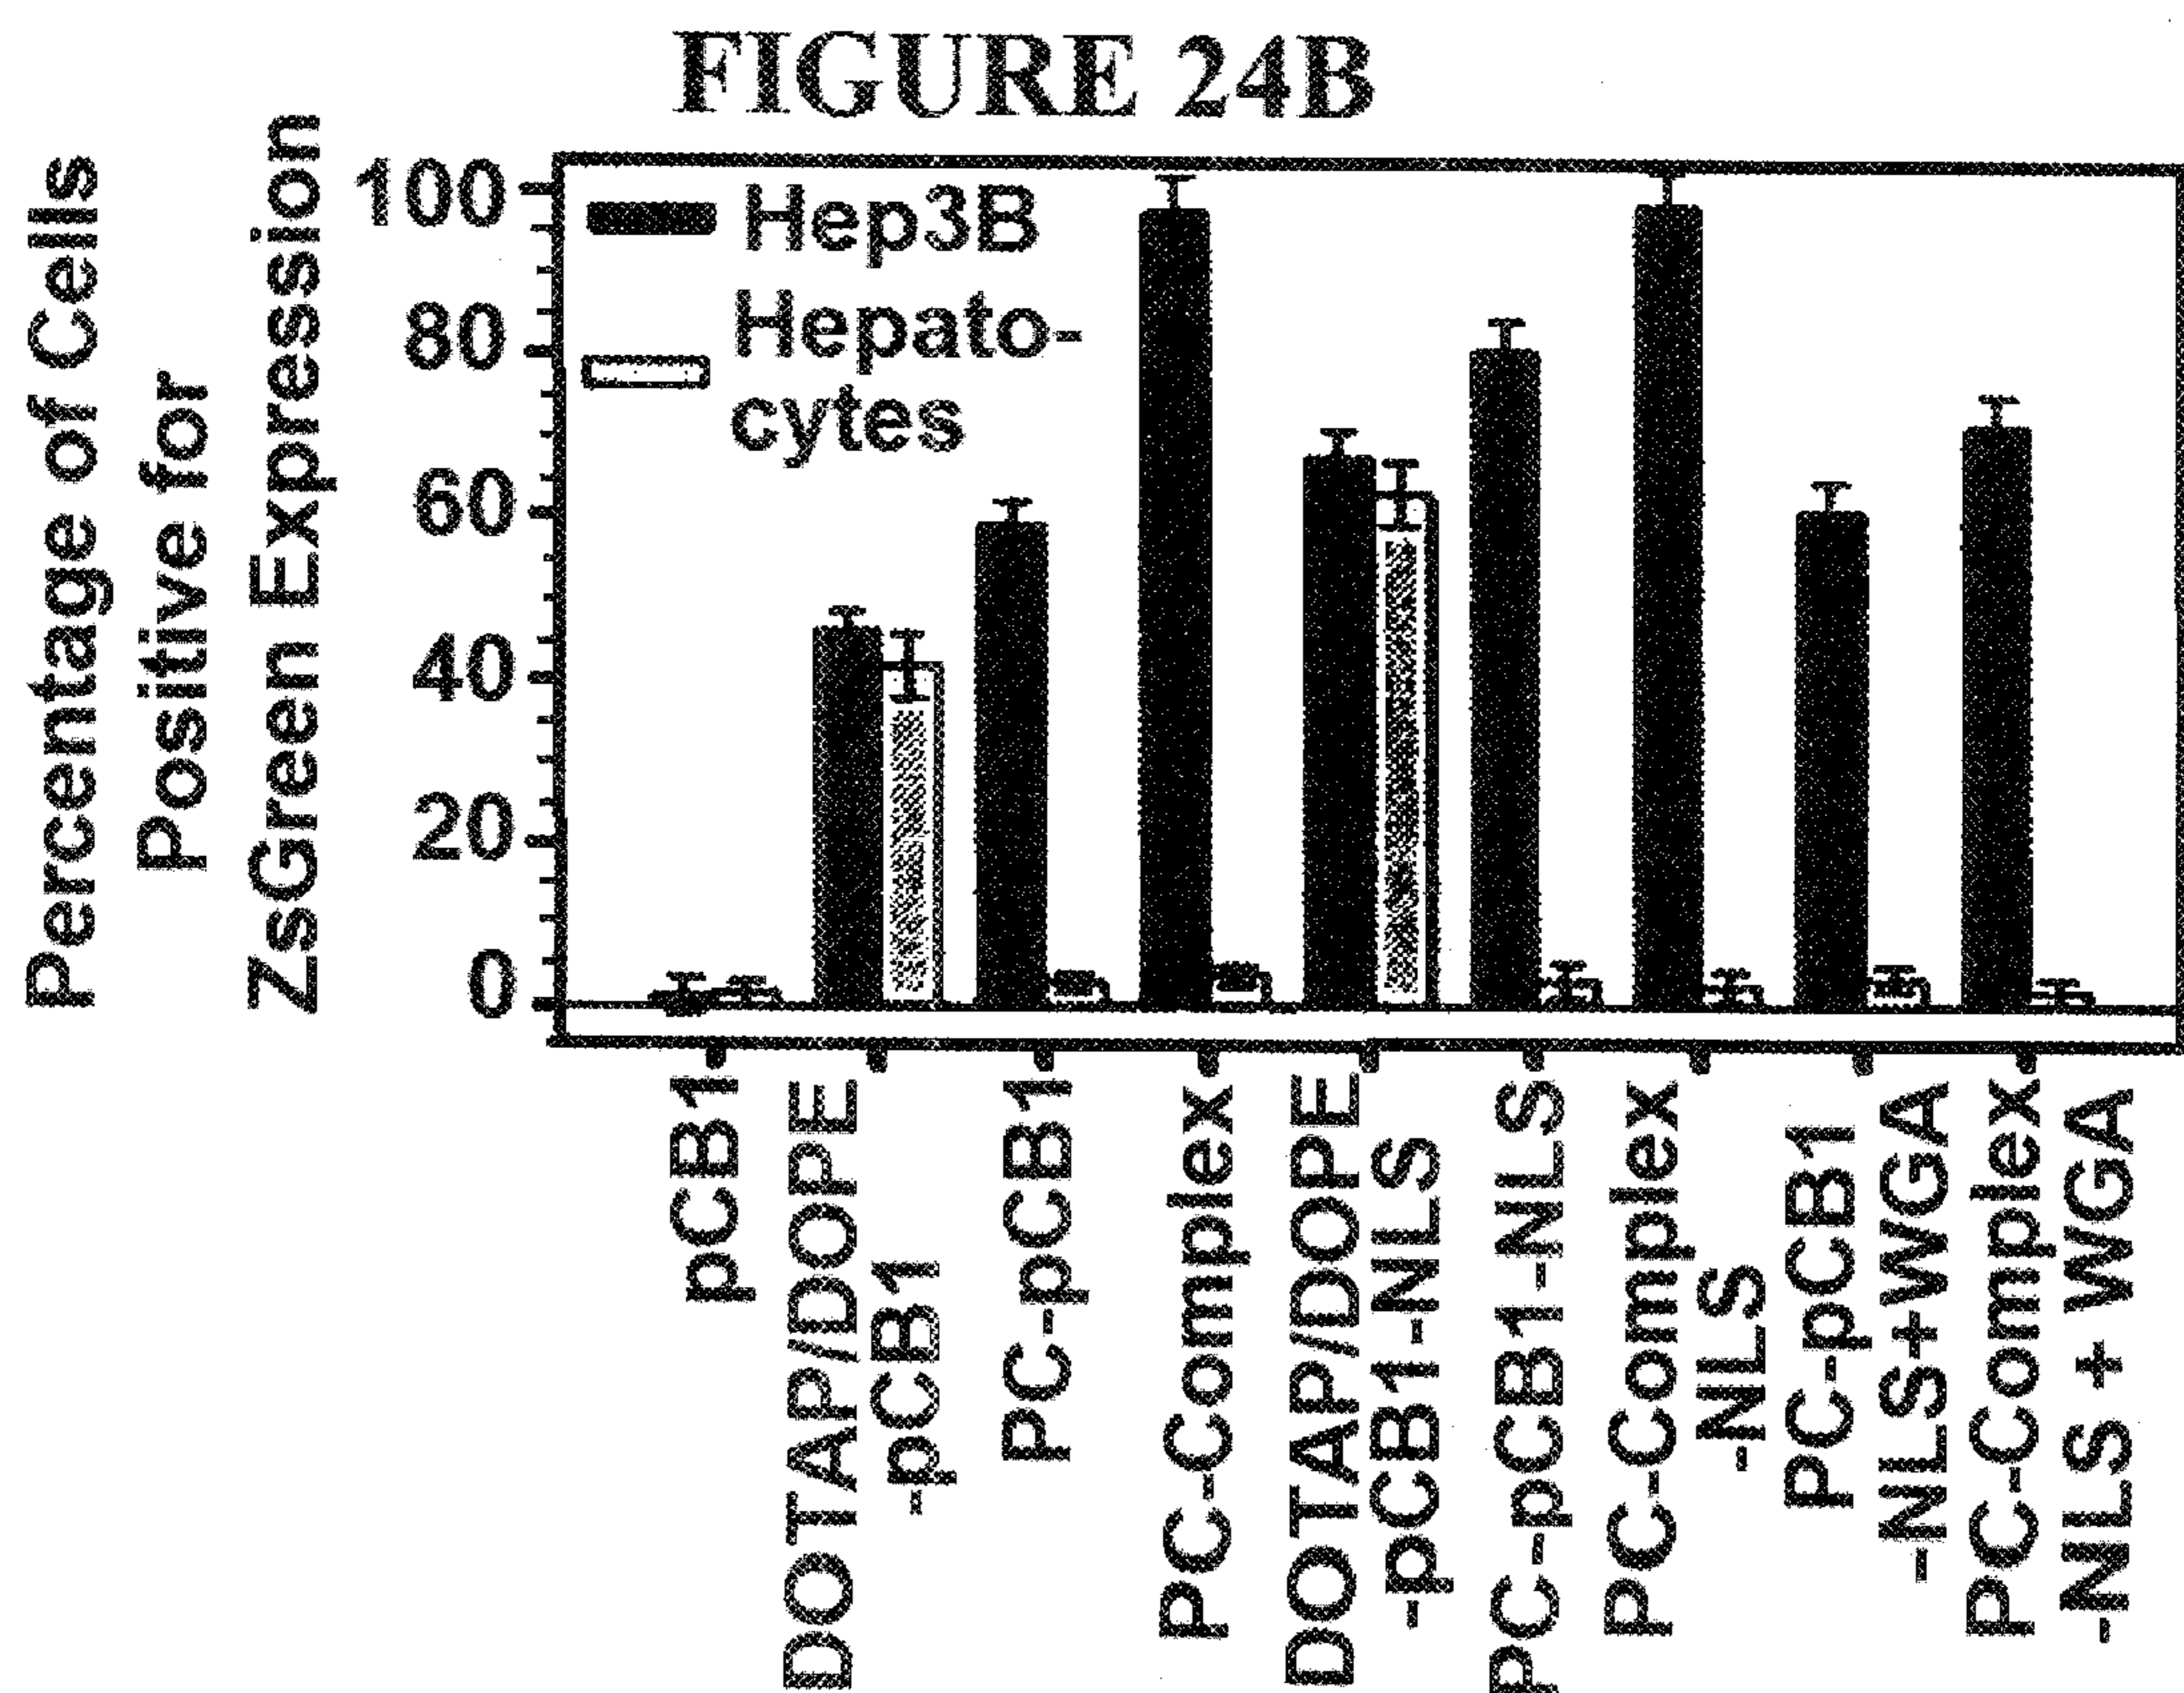 FIGURE 24B
Percentage of Cells
Positive for
ZsGreen Expression
100
80
60
40
20
0
Hep3B
Hepato-
cytes
pCB1
DOTAP/DOPE
-pCB1
PC-pCB1
PC-Complex
DOTAP/DOPE
-pCB1-NLS
PC-pCB1-NLS
PC-Complex
-NLS
PC-pCB1
-NLS+WGA
PC-Complex
-NLS + WGA